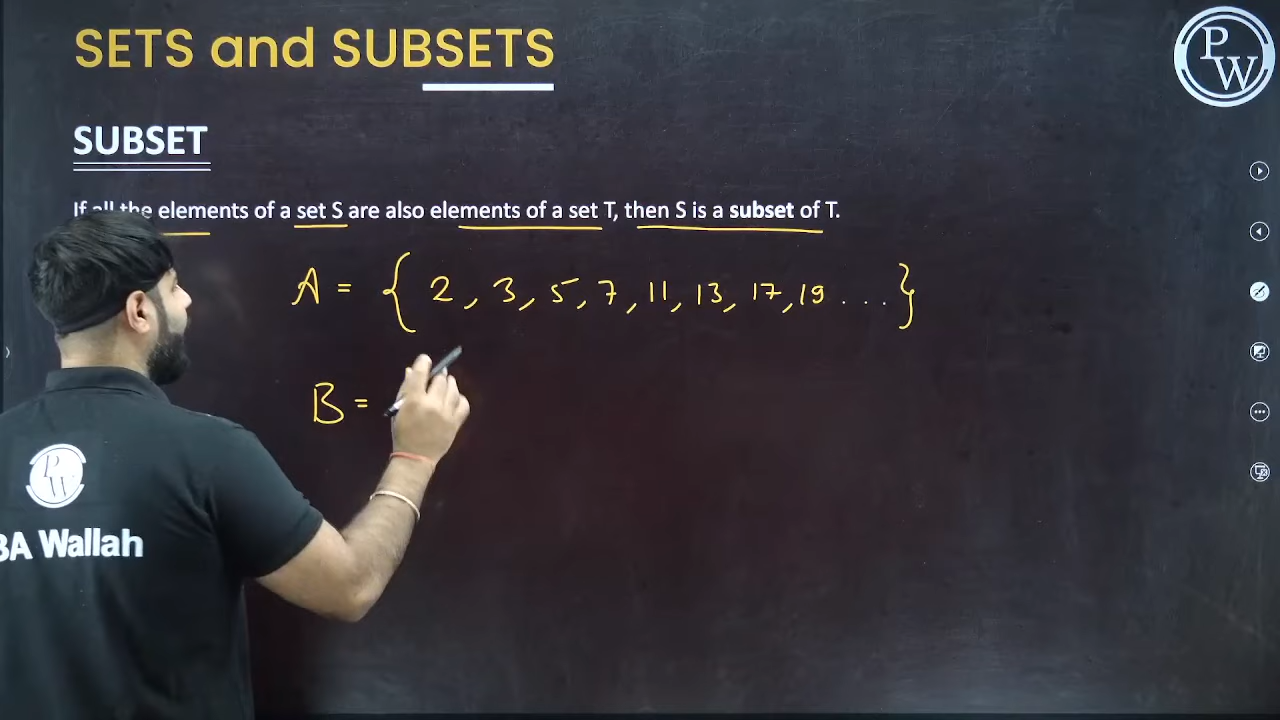 SETS and SUBSETS
PW
SUBSET
If all the elements of a set S are also elements of a set T, then S is a subset of T.
A = { 2, 3, 5, 7, 11, 13, 17, 19 ... }
B =
PW
BA Wallah